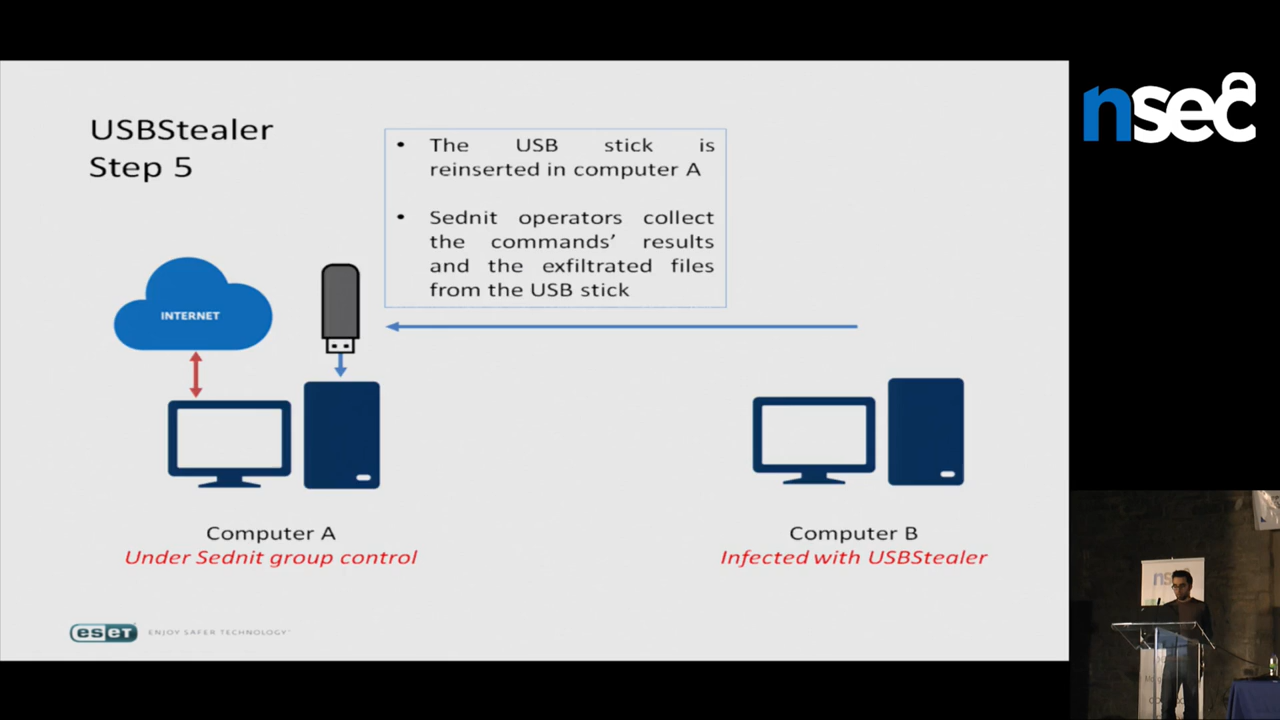 nsec
USBStealer
Step 5
• The USB stick is
reinserted in computer A
• Sednit operators collect
the commands’ results
and the exfiltrated files
from the USB stick
INTERNET
Computer A
Under Sednit group control
Computer B
Infected with USBStealer
eseT ENJOY SAFER TECHNOLOGY™